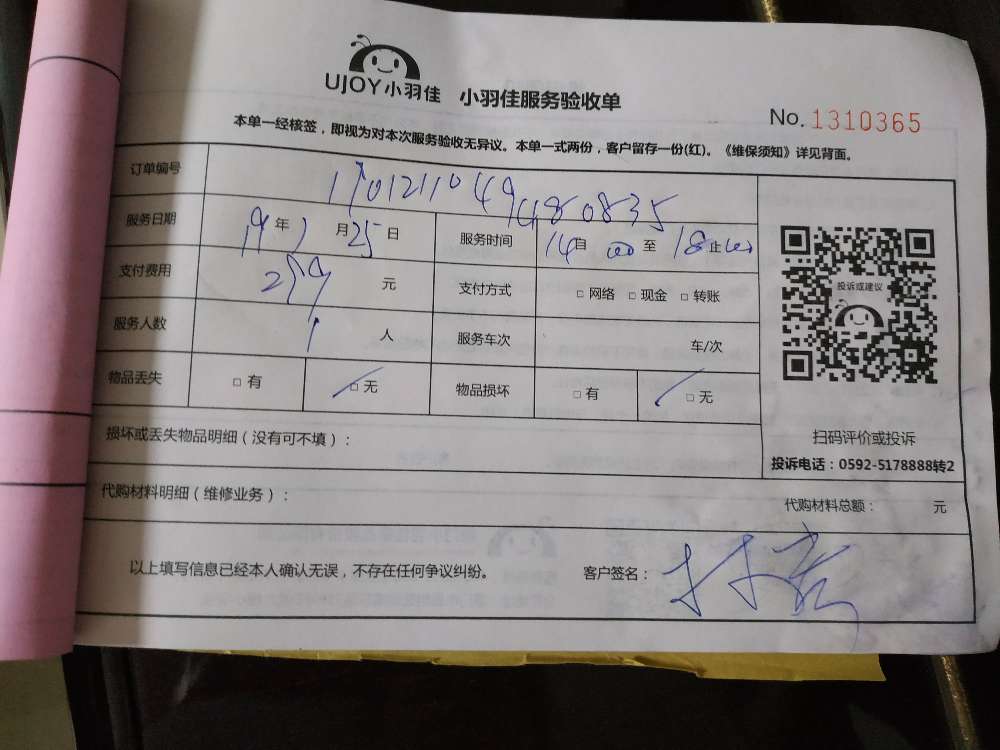 UJOY小羽佳 小羽佳服务验收单
No. 1310365
本单一经核签，即视为对本次服务验收无异议。本单一式两份，客户留存一份(红)。《维保须知》详见背面。
订单编号
服务日期 19 年 1 月 25 日 服务时间 14 自 00 至 18 止 00
支付费用 259 元 支付方式 □ 网络 □ 现金 □ 转账
服务人数 1 人 服务车次 车/次
物品丢失 □ 有 □ 无 物品损坏 □ 有 □ 无
投诉或建议
扫码评价或投诉
投诉电话：0592-5178888转2
损坏或丢失物品明细（没有可不填）：
代购材料明细（维修业务）： 代购材料总额： 元
以上填写信息已经本人确认无误，不存在任何争议纠纷。 客户签名：